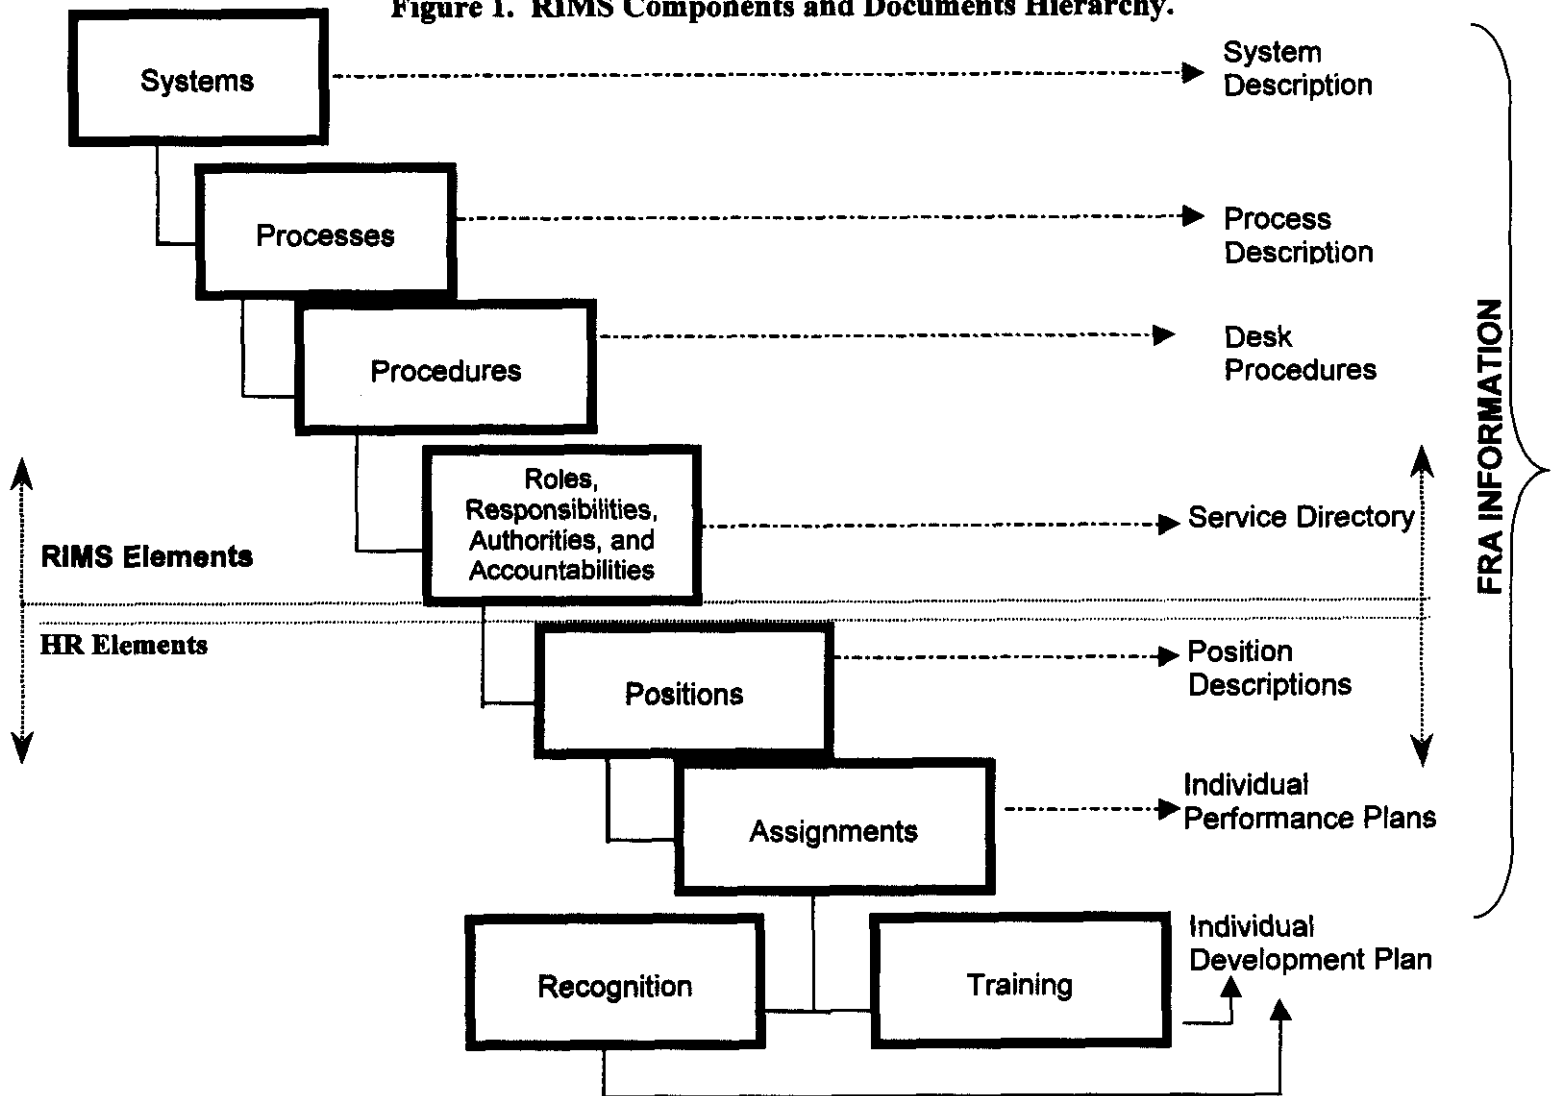 Figure 1. RIMS Components and Documents Hierarchy.
Systems
System
Description
Processes
Process
Description
Procedures
Desk
Procedures
Roles,
Responsibilities,
Authorities, and
Accountabilities
Service Directory
FRA INFORMATION
RIMS Elements
HR Elements
Positions
Position
Descriptions
Assignments
Individual
Performance Plans
Recognition
Training
Individual
Development Plan